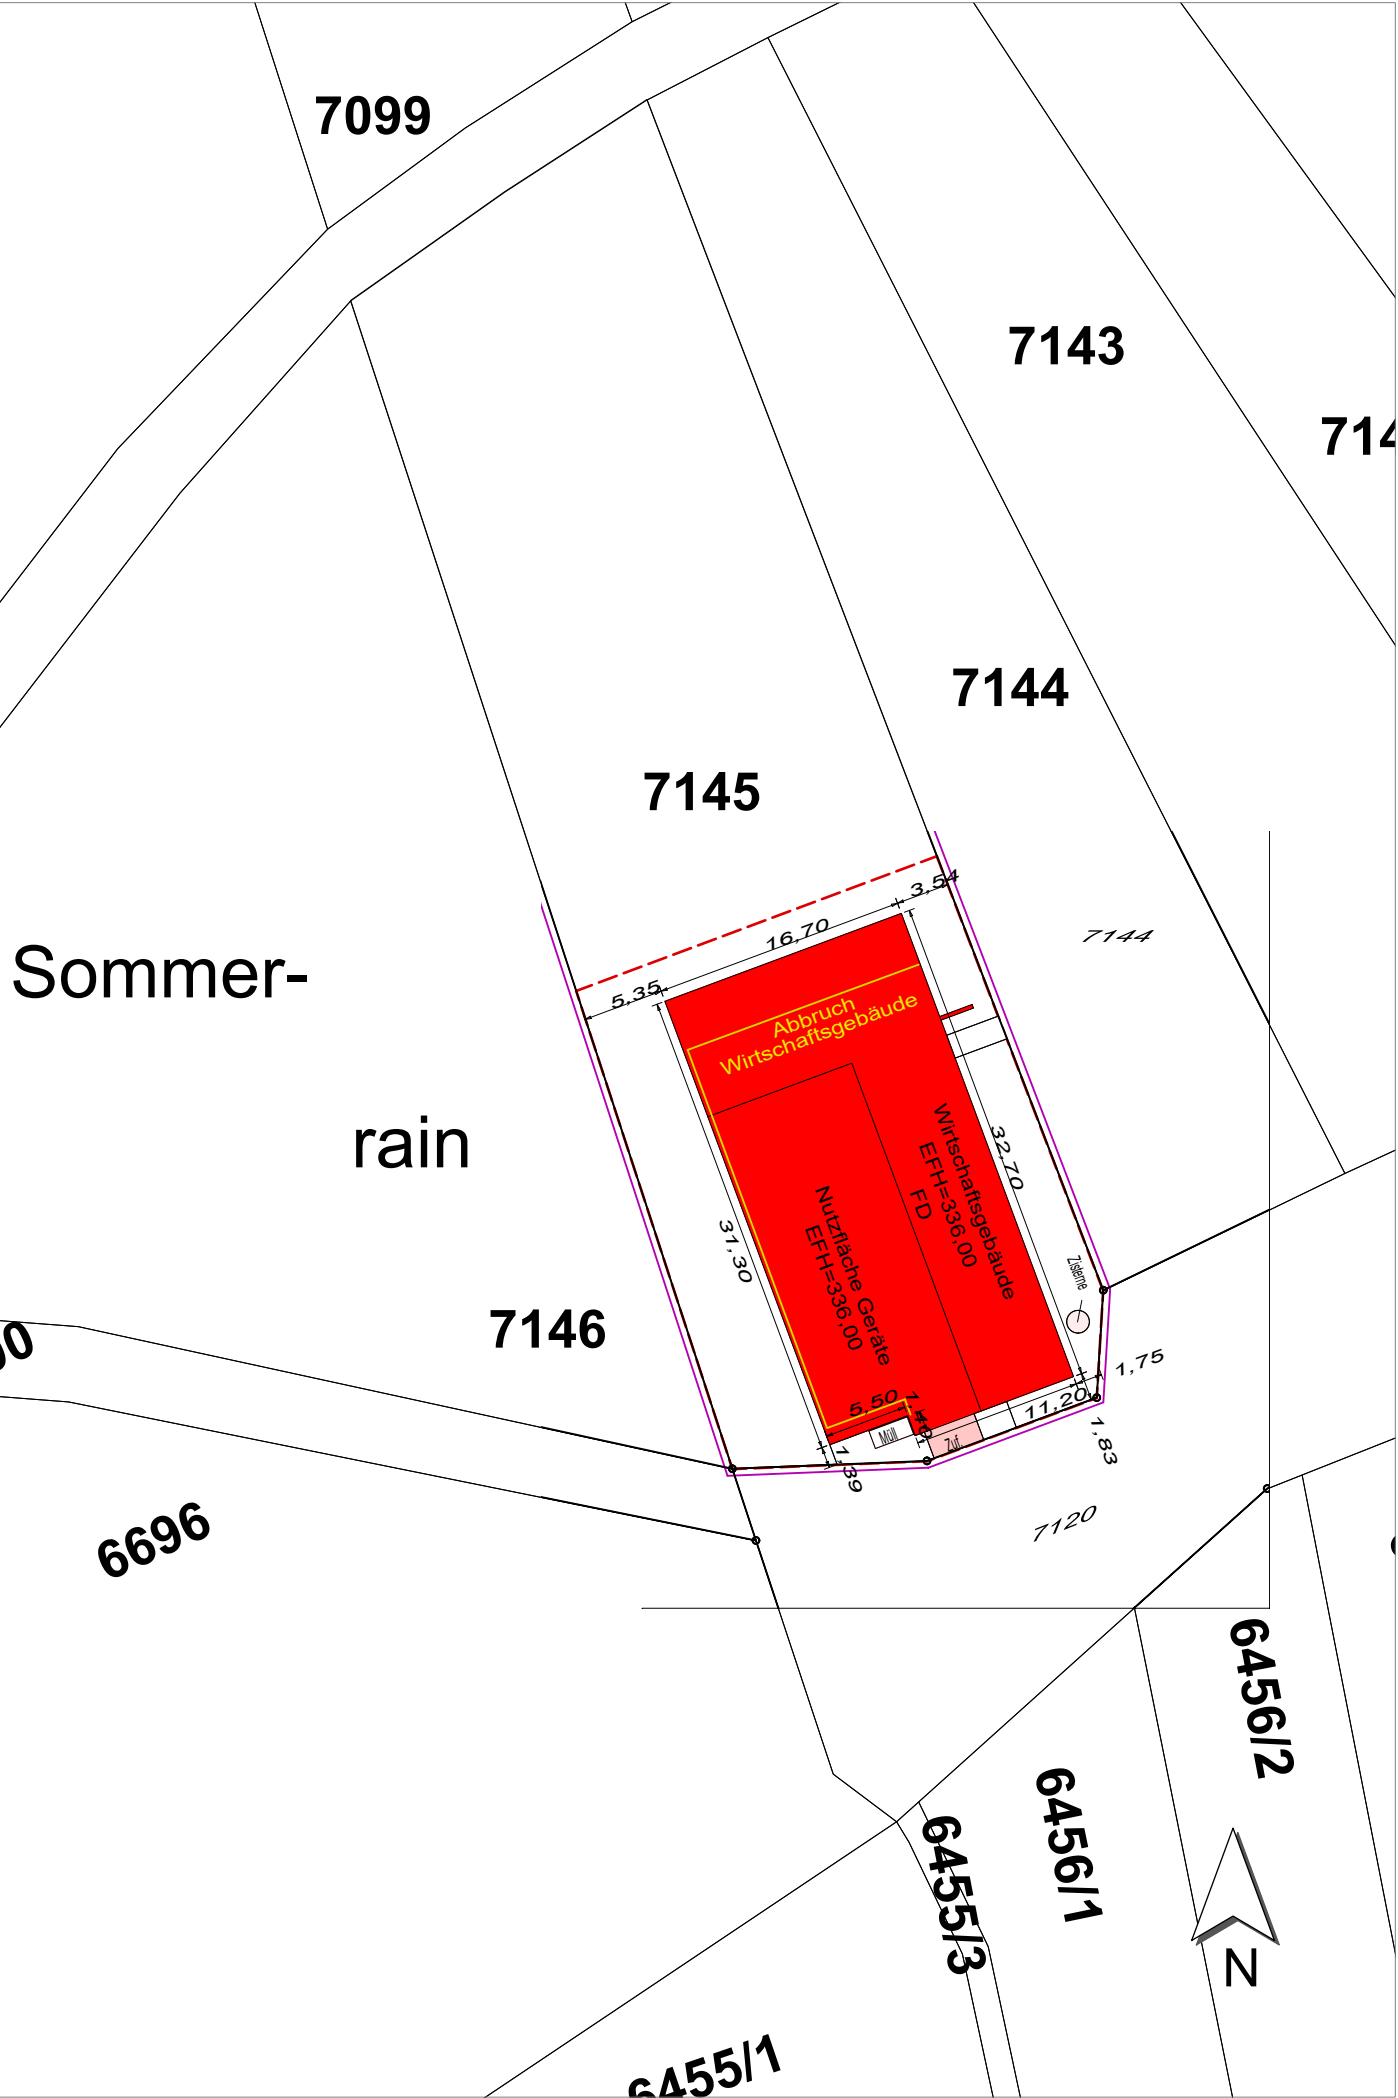 7099
7143
7144
7145
3,54
16,70
7144
Sommer-
5,35
Abbruch
Wirtschaftsgebäude
rain
Wirtschaftsgebäude
EFH=336,00
FD
32,70
Nutzfläche Geräte
EFH=336,00
31,30
Zisterne
7146
1,75
5,50
11,20
Müll
Zuf.
1,83
1,39
7120
6696
6456/2
6456/1
6455/3
N
6455/1